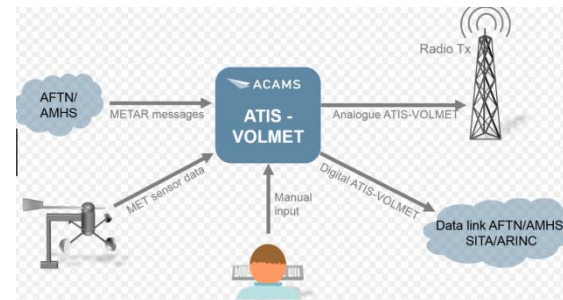 Radio Tx
AFTN/
AMHS
METAR messages
ACAMS
ATIS -
VOLMET
Analogue ATIS-VOLMET
MET sensor data
Manual
input
Digital ATIS-VOLMET
Data link AFTN/AMHS
SITA/ARINC